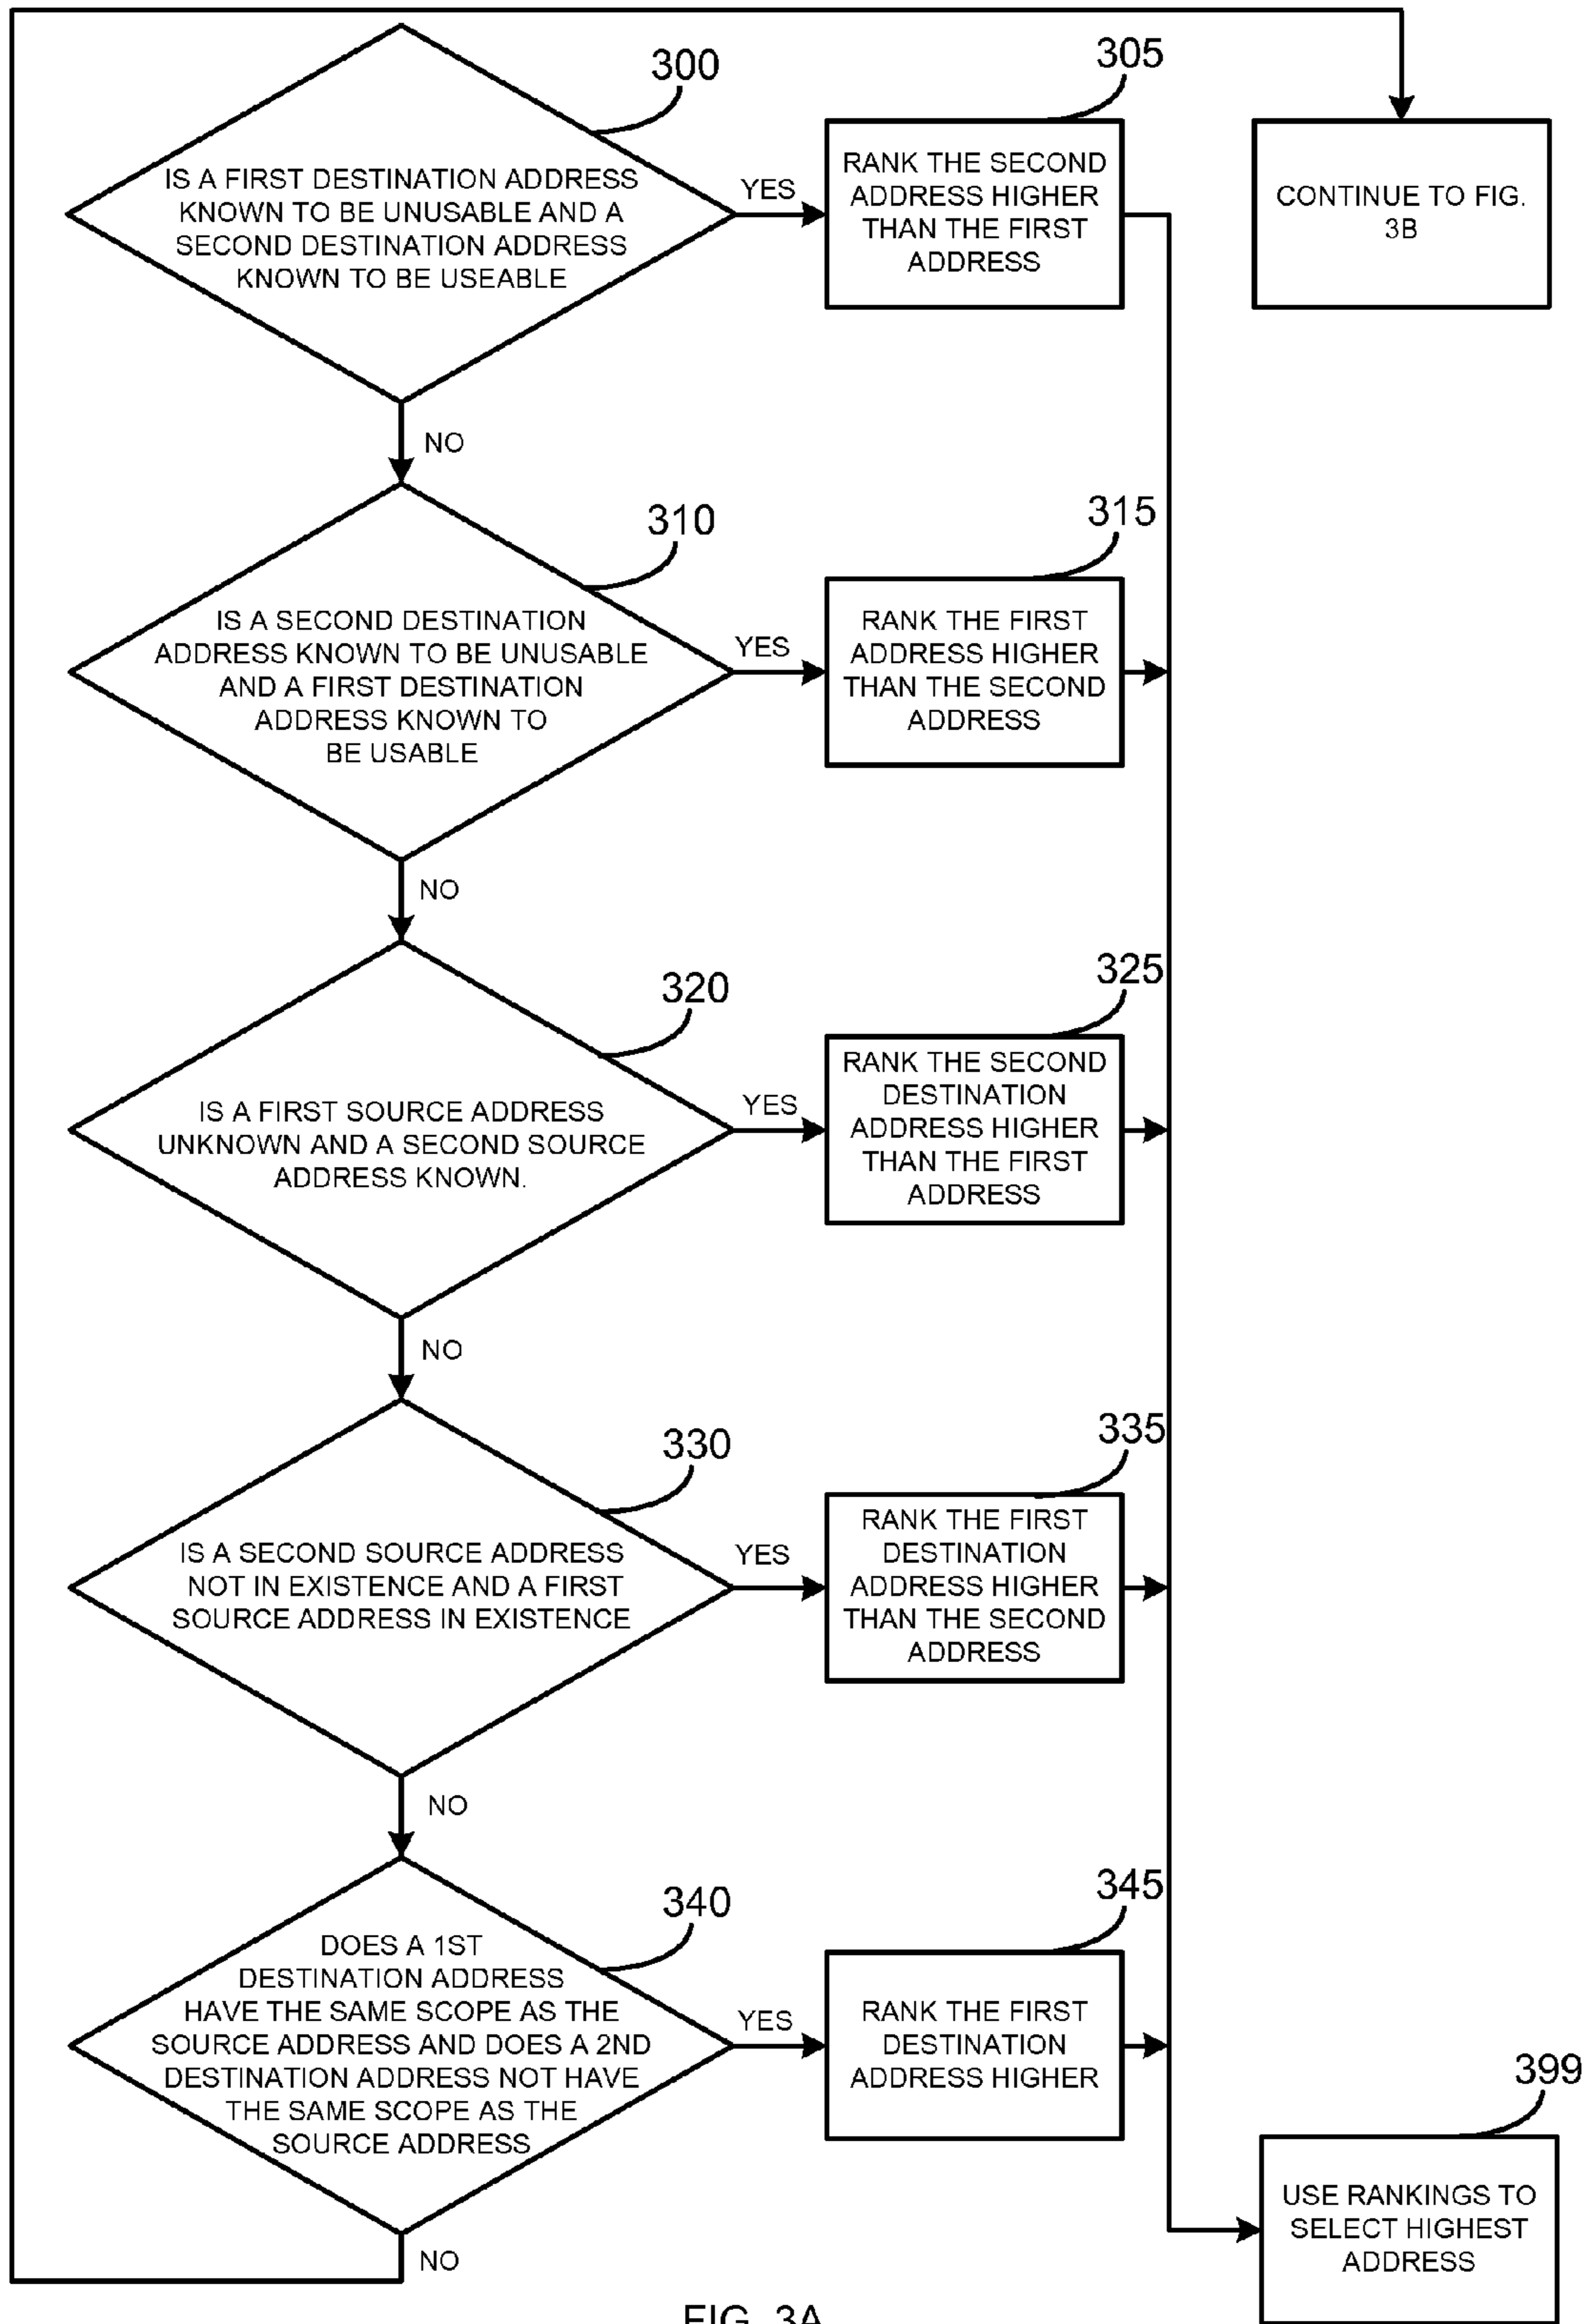 300
IS A FIRST DESTINATION ADDRESS
KNOWN TO BE UNUSABLE AND A
SECOND DESTINATION ADDRESS
KNOWN TO BE USEABLE
YES
305
RANK THE SECOND
ADDRESS HIGHER
THAN THE FIRST
ADDRESS
CONTINUE TO FIG.
3B
NO
310
IS A SECOND DESTINATION
ADDRESS KNOWN TO BE UNUSABLE
AND A FIRST DESTINATION
ADDRESS KNOWN TO
BE USABLE
YES
315
RANK THE FIRST
ADDRESS HIGHER
THAN THE SECOND
ADDRESS
NO
320
IS A FIRST SOURCE ADDRESS
UNKNOWN AND A SECOND SOURCE
ADDRESS KNOWN.
YES
325
RANK THE SECOND
DESTINATION
ADDRESS HIGHER
THAN THE FIRST
ADDRESS
NO
330
IS A SECOND SOURCE ADDRESS
NOT IN EXISTENCE AND A FIRST
SOURCE ADDRESS IN EXISTENCE
YES
335
RANK THE FIRST
DESTINATION
ADDRESS HIGHER
THAN THE SECOND
ADDRESS
NO
340
DOES A 1ST
DESTINATION ADDRESS
HAVE THE SAME SCOPE AS THE
SOURCE ADDRESS AND DOES A 2ND
DESTINATION ADDRESS NOT HAVE
THE SAME SCOPE AS THE
SOURCE ADDRESS
YES
345
RANK THE FIRST
DESTINATION
ADDRESS HIGHER
NO
399
USE RANKINGS TO
SELECT HIGHEST
ADDRESS
FIG. 3A